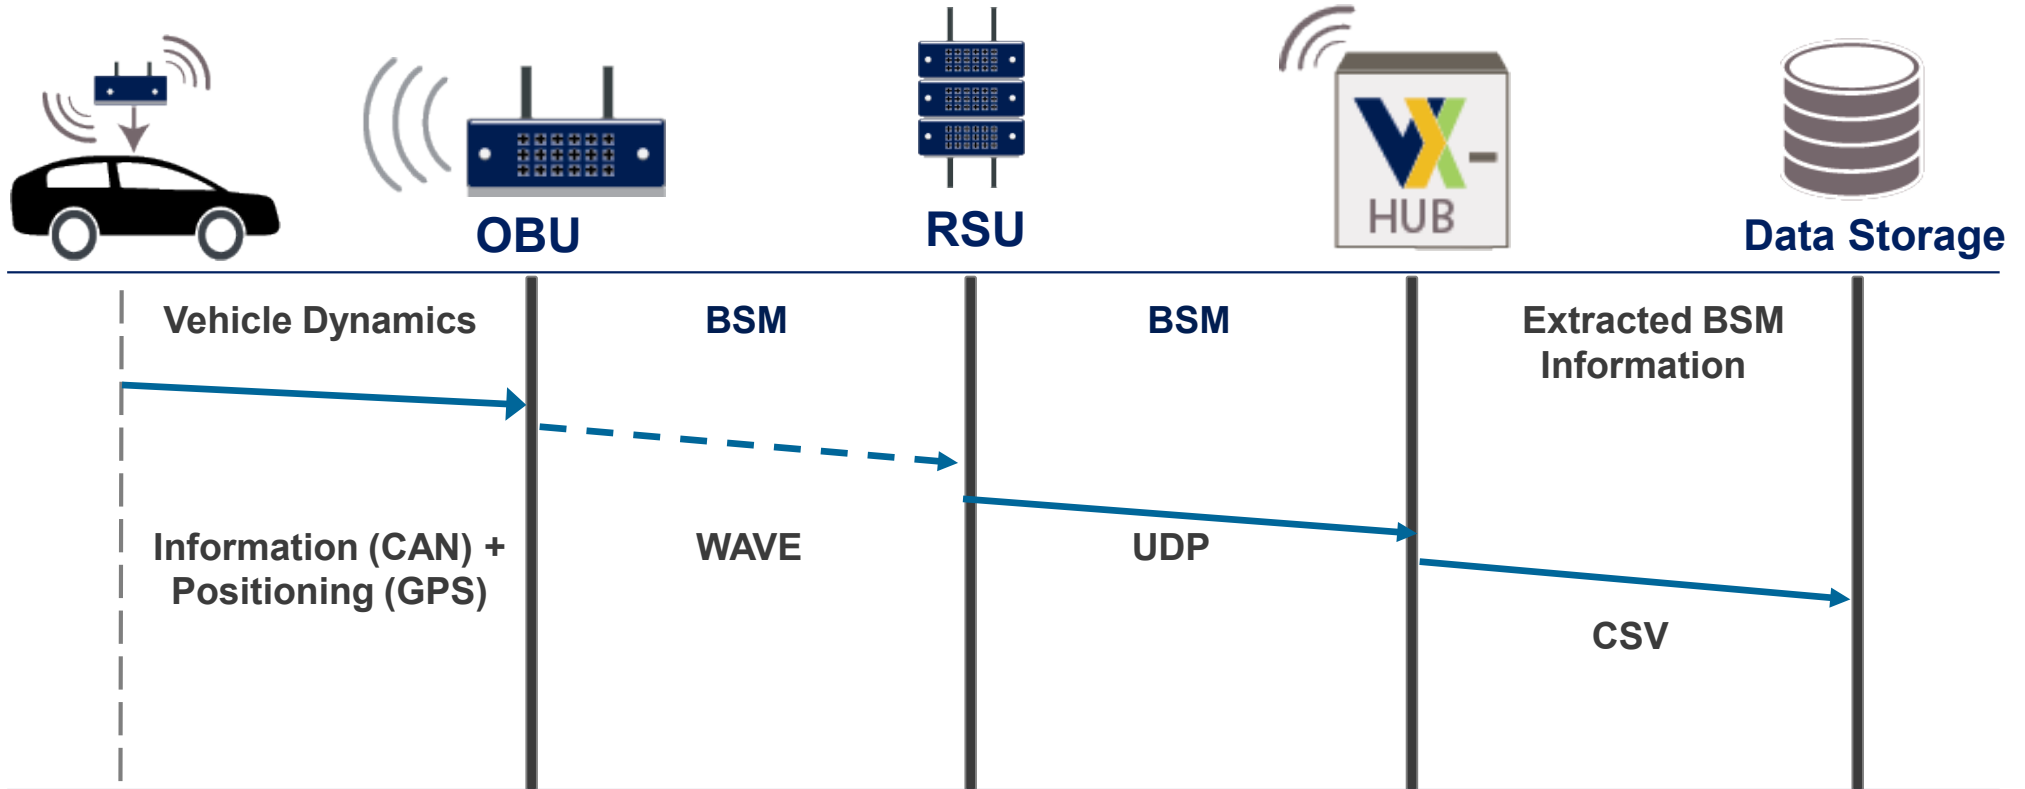 OBU
RSU
VX-
HUB
Data Storage
Vehicle Dynamics
BSM
BSM
Extracted BSM
Information
Information (CAN) +
Positioning (GPS)
WAVE
UDP
CSV